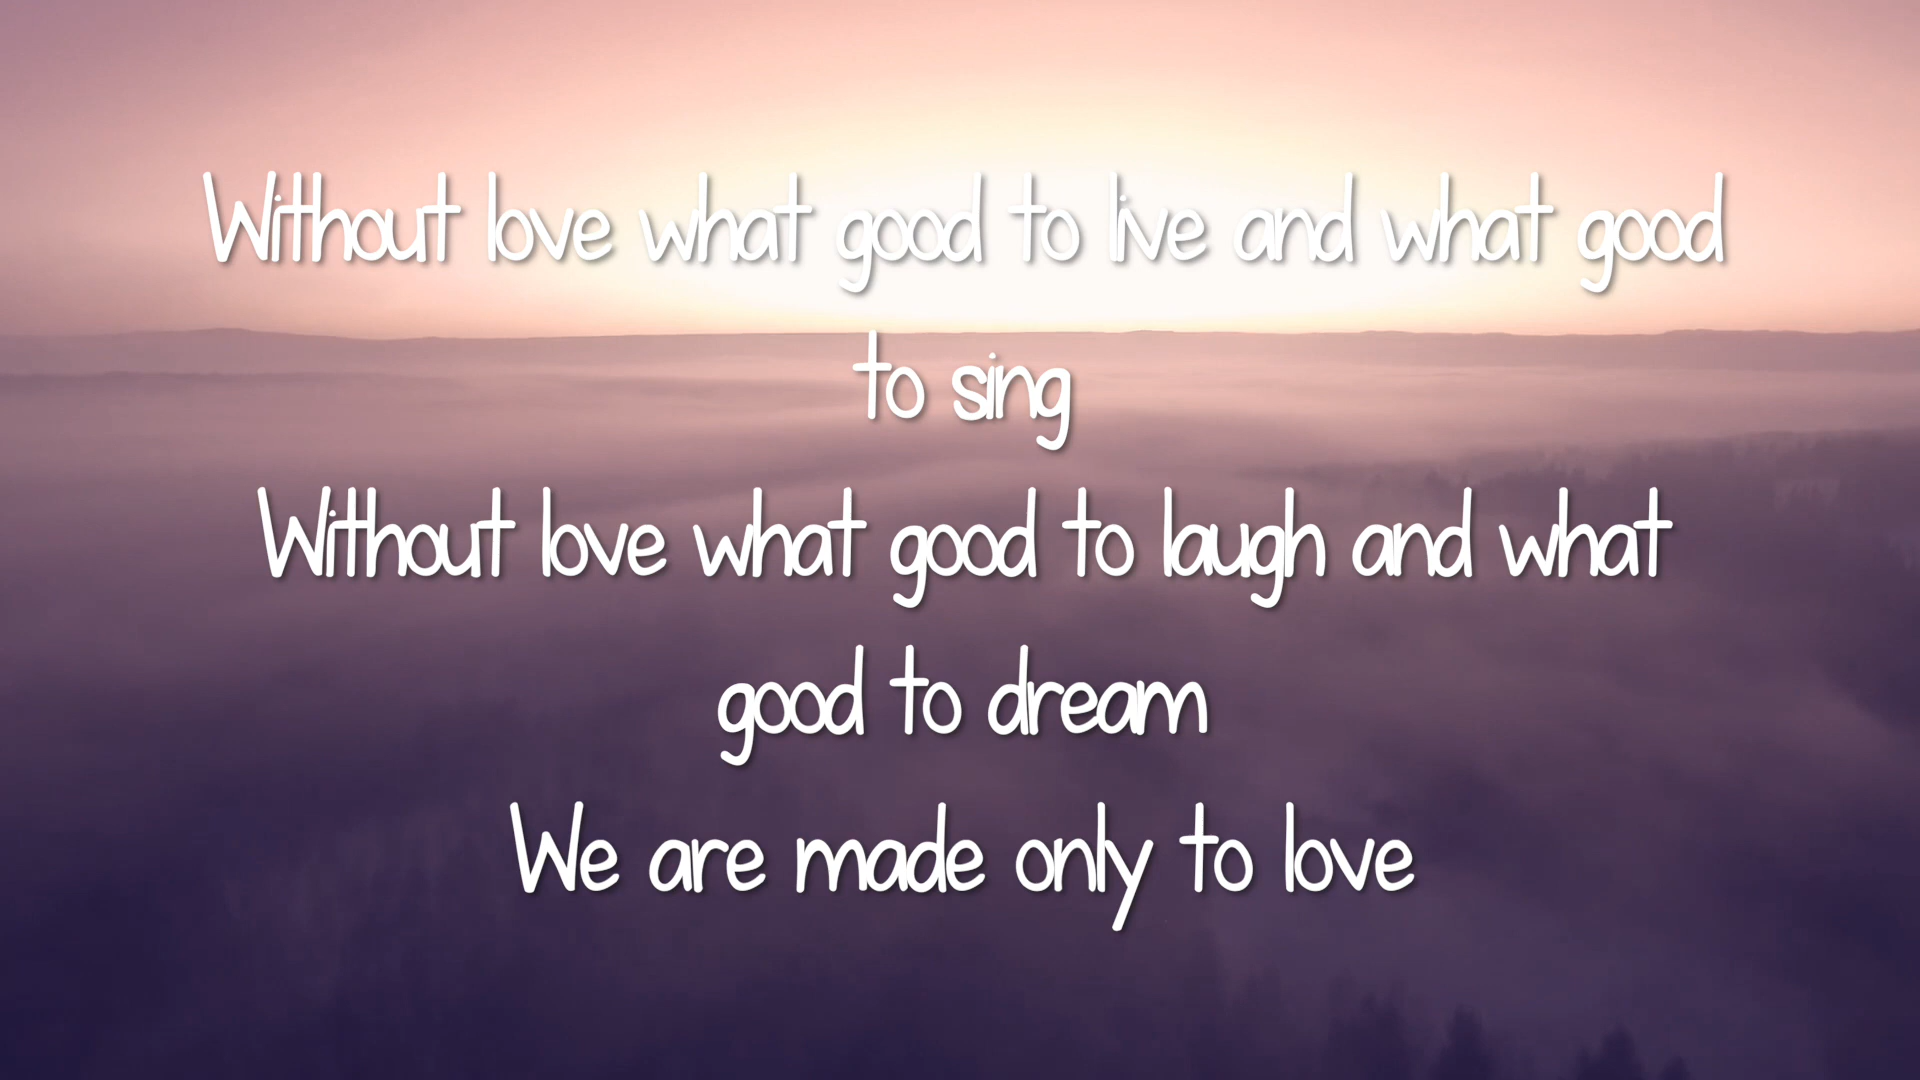 Without love what good to live and what good
to sing
Without love what good to laugh and what
good to dream
We are made only to love